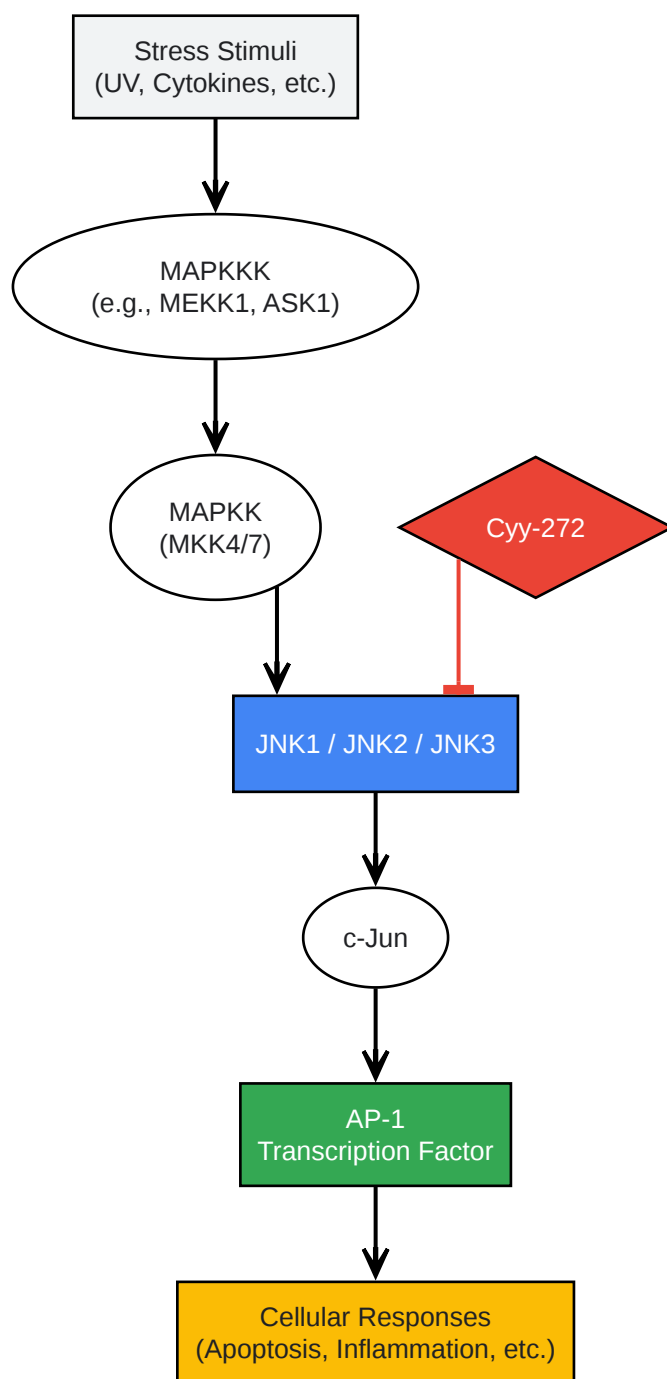 Stress Stimuli
(UV, Cytokines, etc.)
MAPKKK
(e.g., MEKK1, ASK1)
MAPKK
(MKK4/7)
Cyy-272
JNK1 / JNK2 / JNK3
c-Jun
AP-1
Transcription Factor
Cellular Responses
(Apoptosis, Inflammation, etc.)